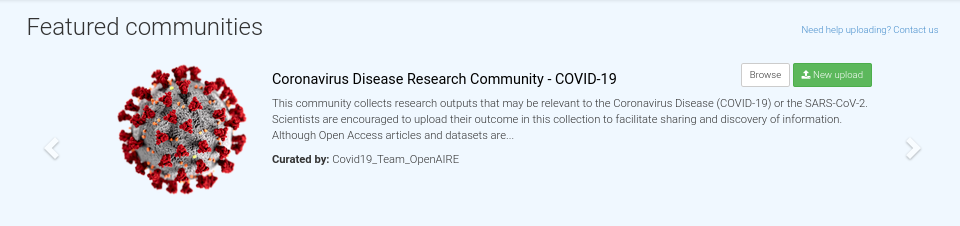 Featured communities
Need help uploading? Contact us
Coronavirus Disease Research Community - COVID-19
Browse
New upload
This community collects research outputs that may be relevant to the Coronavirus Disease (COVID-19) or the SARS-CoV-2.
Scientists are encouraged to upload their outcome in this collection to facilitate sharing and discovery of information.
Although Open Access articles and datasets are...
Curated by: Covid19_Team_OpenAIRE